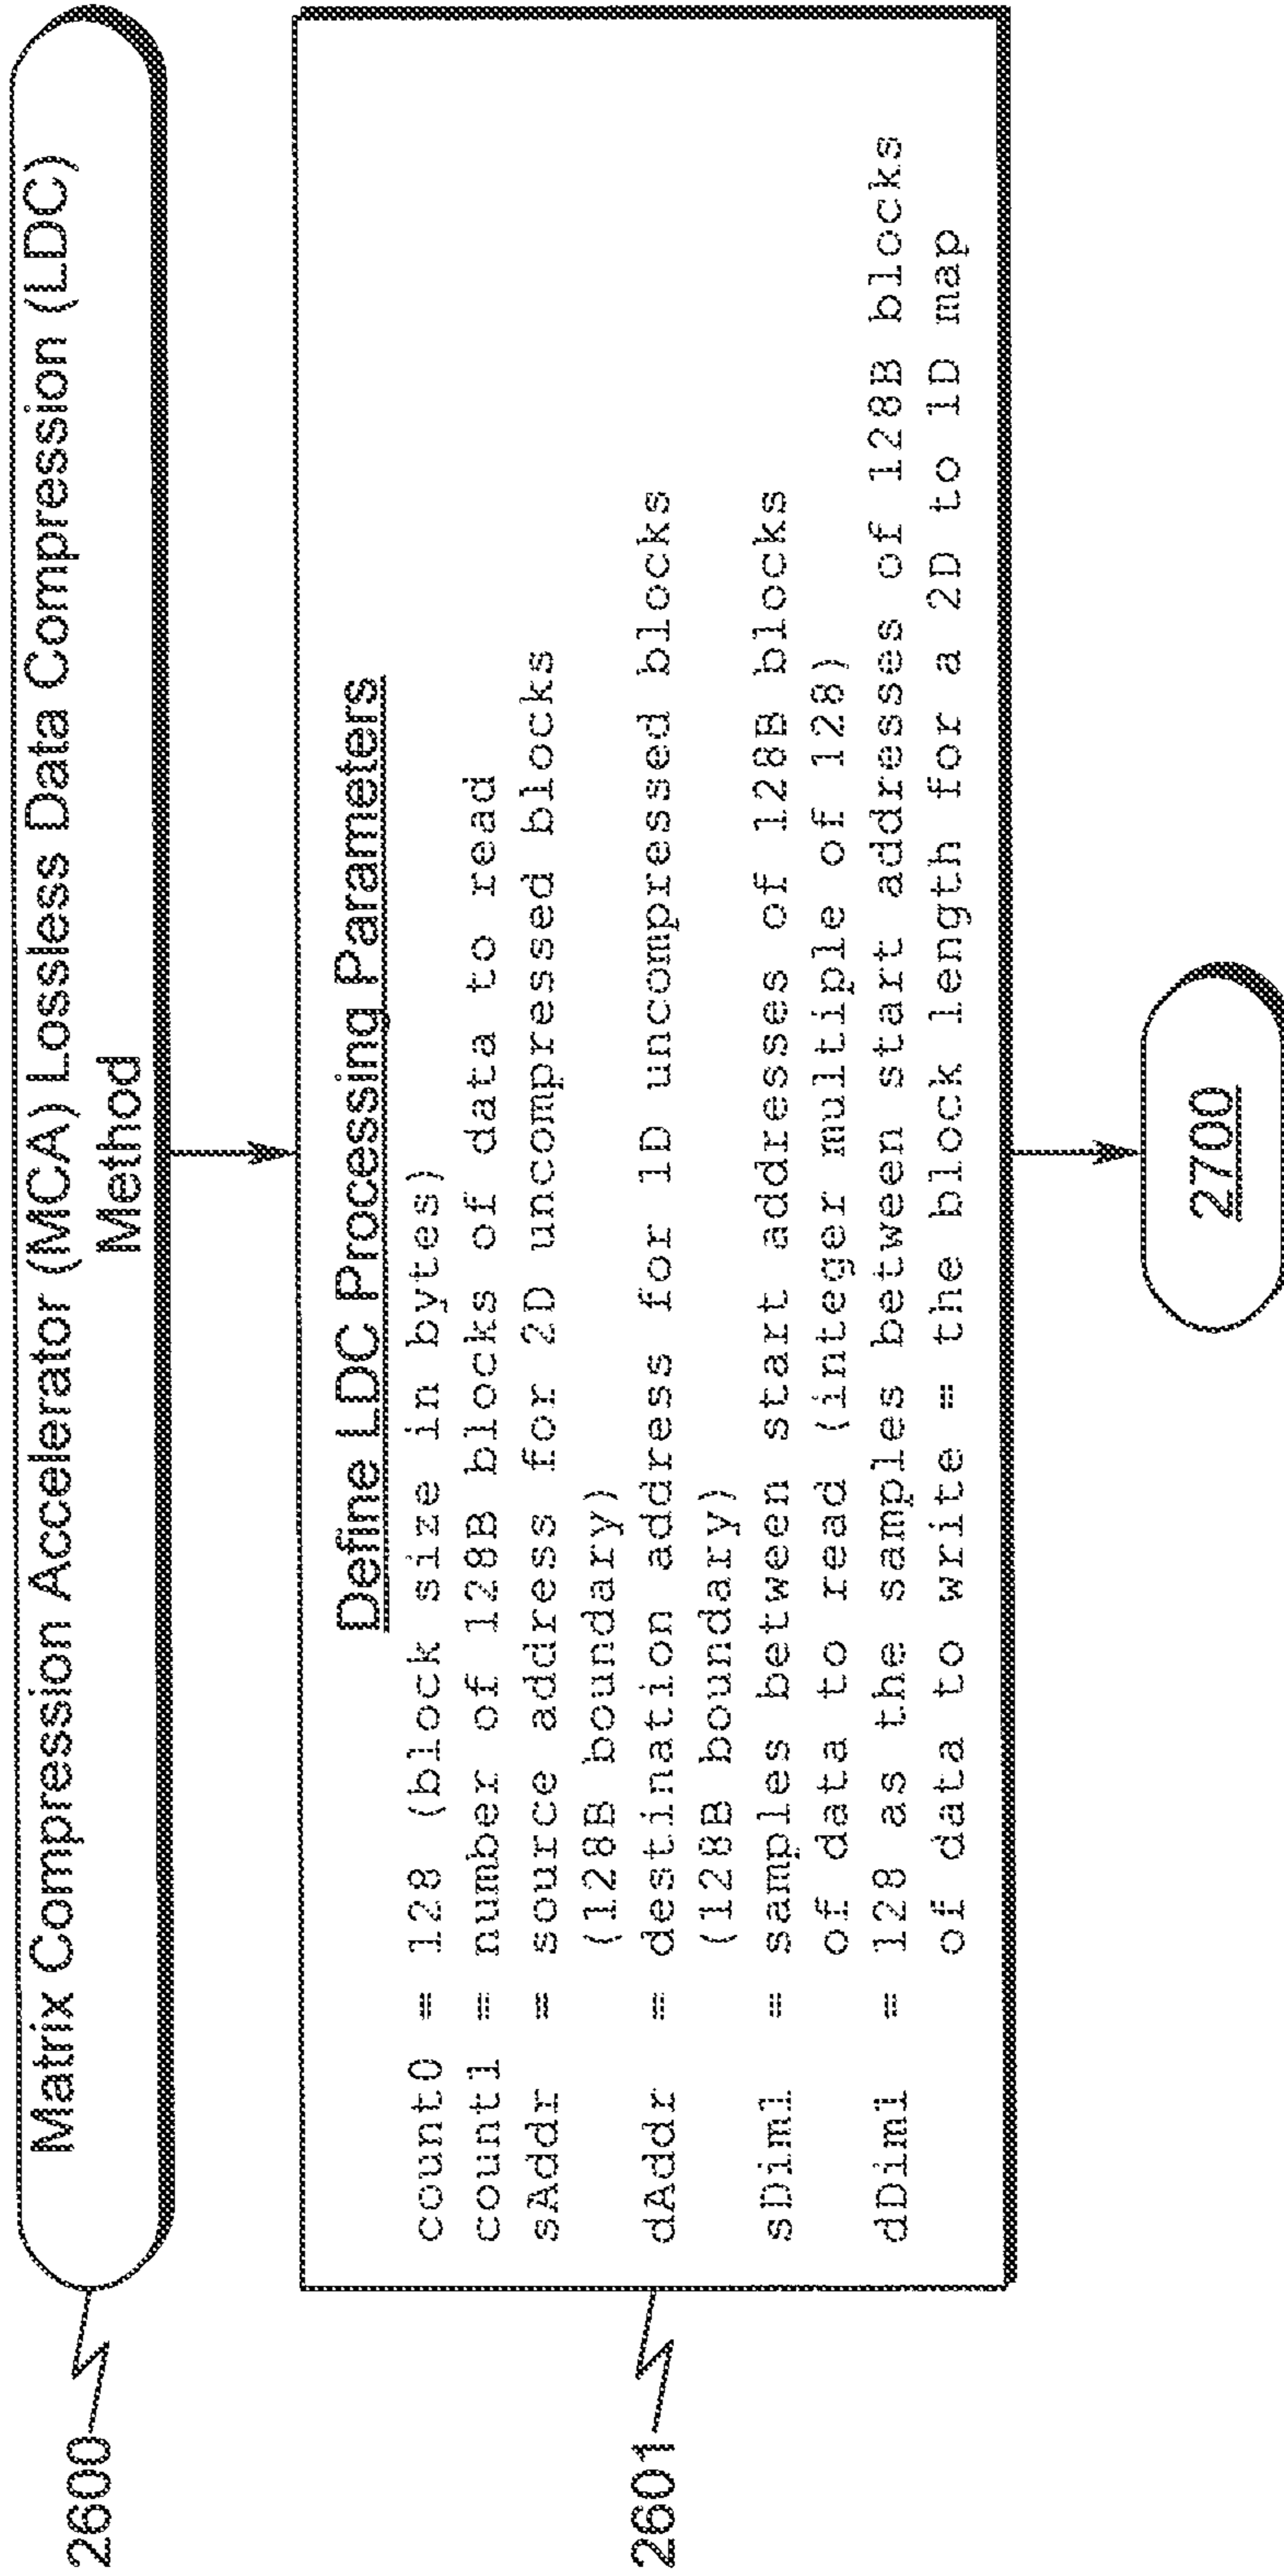 Matrix Compression Accelerator (MCA) Lossless Data Compression (LDC)
Method
2600
Define LDC Processing Parameters
count0 = 128 (block size in bytes)
count1 = number of 128B blocks of data to read
sAddr = source address for 2D uncompressed blocks
(128B boundary)
dAddr = destination address for 1D uncompressed blocks
(128B boundary)
sDim1 = samples between start addresses of 128B blocks
of data to read (integer multiple of 128)
dDim1 = 128 as the samples between start addresses of 128B blocks
of data to write = the block length for a 2D to 1D map
2601
2700